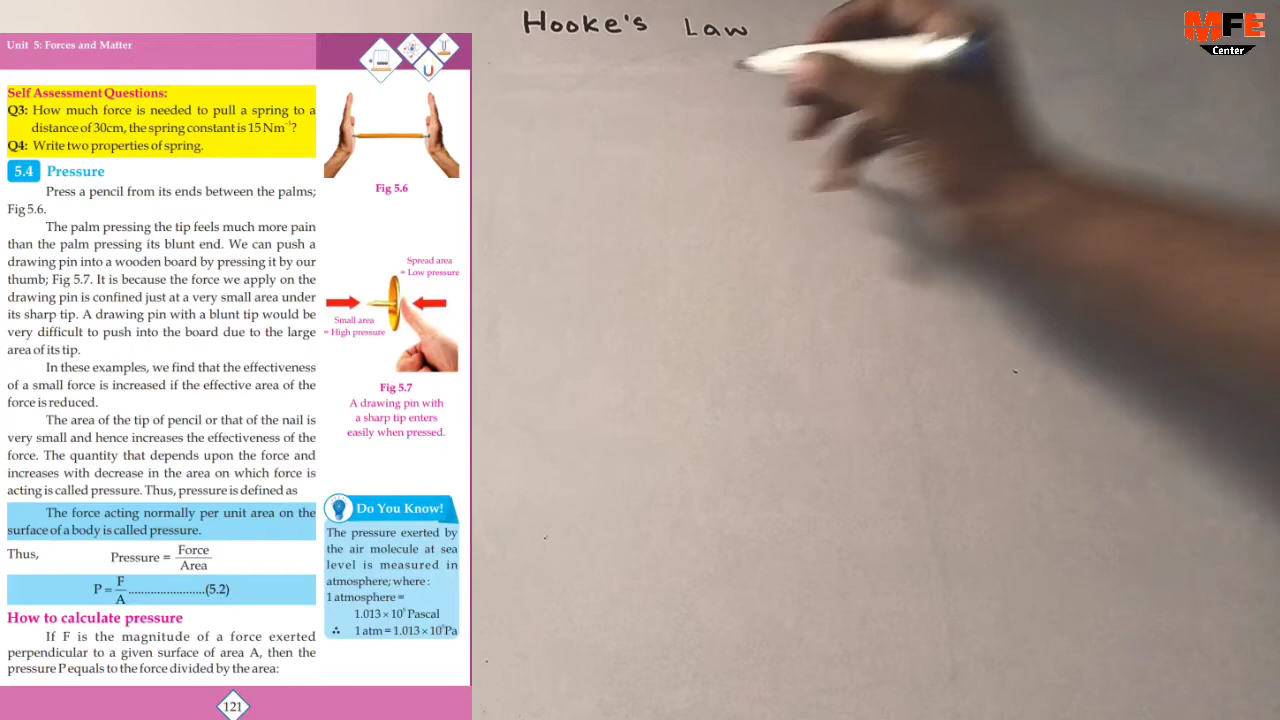 Hooke's Law
MFE
Center
Unit 5: Forces and Matter
Self Assessment Questions:
Q3: How much force is needed to pull a spring to a
distance of 30cm, the spring constant is 15 Nm⁻¹?
Q4: Write two properties of spring.
5.4 Pressure
Press a pencil from its ends between the palms;
Fig 5.6.
The palm pressing the tip feels much more pain
than the palm pressing its blunt end. We can push a
drawing pin into a wooden board by pressing it by our
thumb; Fig 5.7. It is because the force we apply on the
drawing pin is confined just at a very small area under
its sharp tip. A drawing pin with a blunt tip would be
very difficult to push into the board due to the large
area of its tip.
In these examples, we find that the effectiveness
of a small force is increased if the effective area of the
force is reduced.
The area of the tip of pencil or that of the nail is
very small and hence increases the effectiveness of the
force. The quantity that depends upon the force and
increases with decrease in the area on which force is
acting is called pressure. Thus, pressure is defined as
The force acting normally per unit area on the
surface of a body is called pressure.
Thus, Pressure = Force
Area
P = F
A ........................(5.2)
How to calculate pressure
If F is the magnitude of a force exerted
perpendicular to a given surface of area A, then the
pressure P equals to the force divided by the area:
Fig 5.6
Spread area
= Low pressure
Small area
= High pressure
Fig 5.7
A drawing pin with
a sharp tip enters
easily when pressed.
Do You Know!
The pressure exerted by
the air molecule at sea
level is measured in
atmosphere; where :
1 atmosphere =
1.013 × 10 Pascal
∴ 1 atm = 1.013 × 10 Pa
121